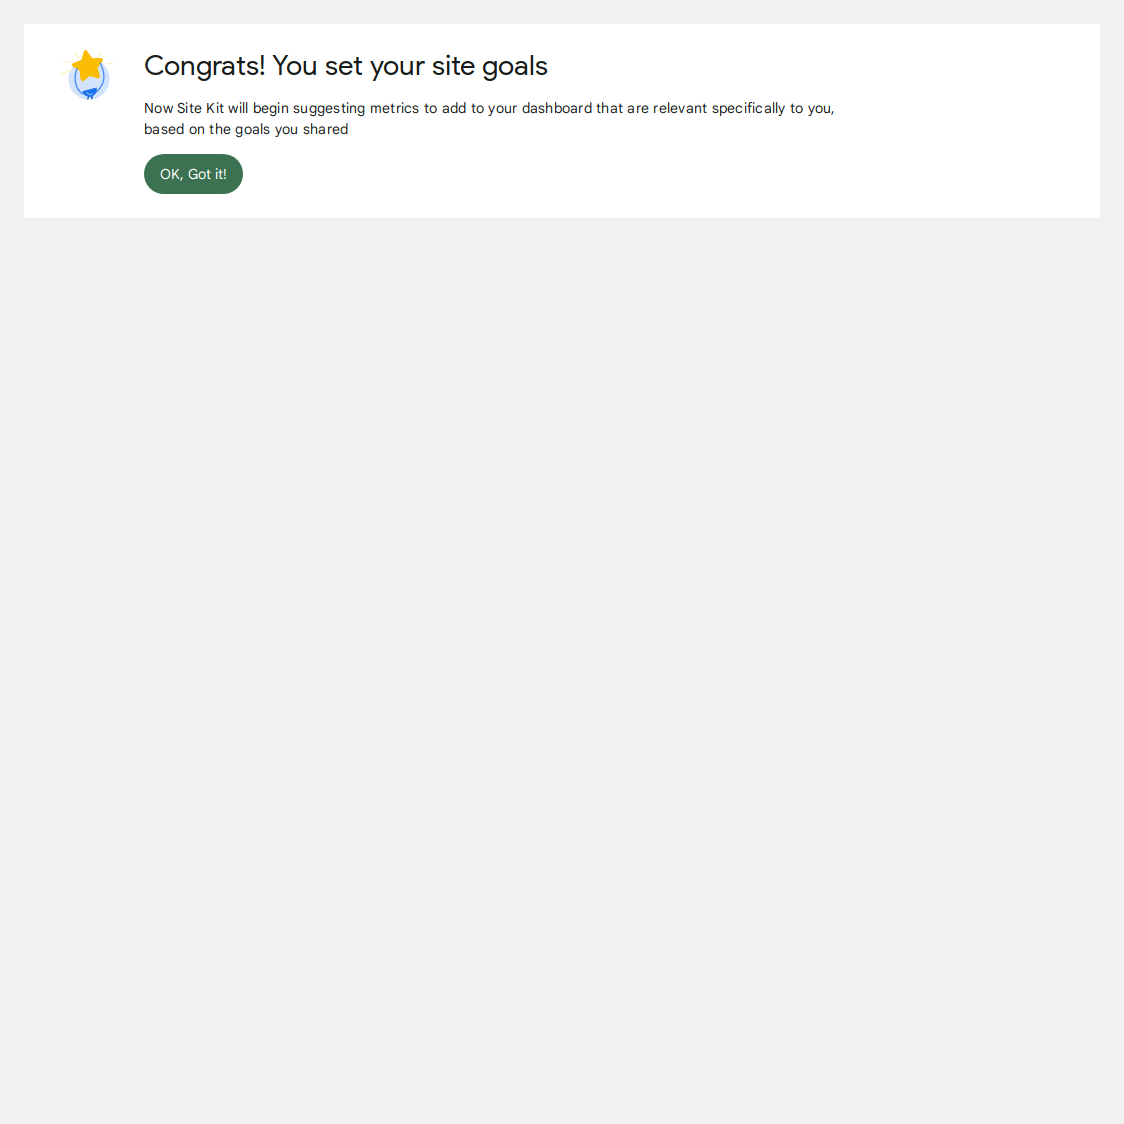 Congrats! You set your site goals
Now Site Kit will begin suggesting metrics to add to your dashboard that are relevant specifically to you,
based on the goals you shared
OK, Got it!